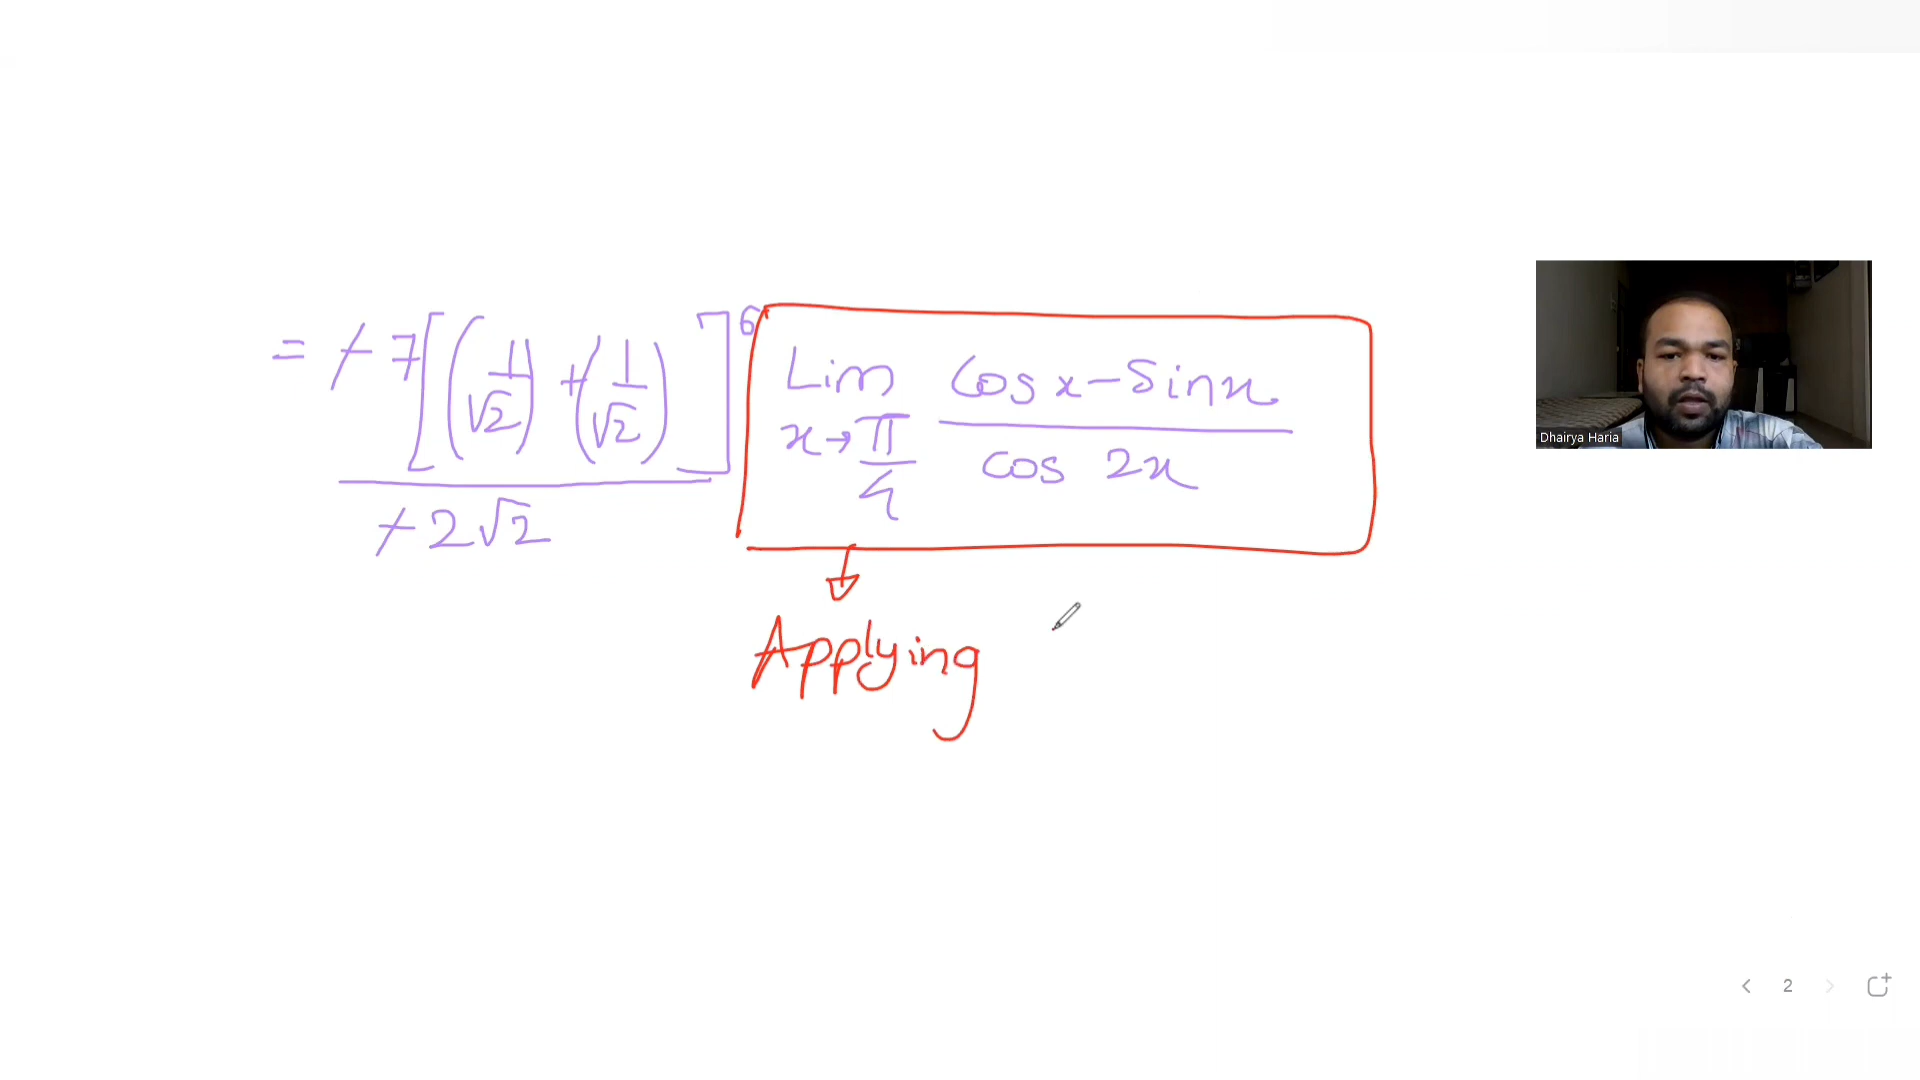 = -7[(1/√2) + (1/√2)]^6 / -2√2 Lim x→π/4 cos x - sin x / cos 2x
Applying
Dhairya Haria
2